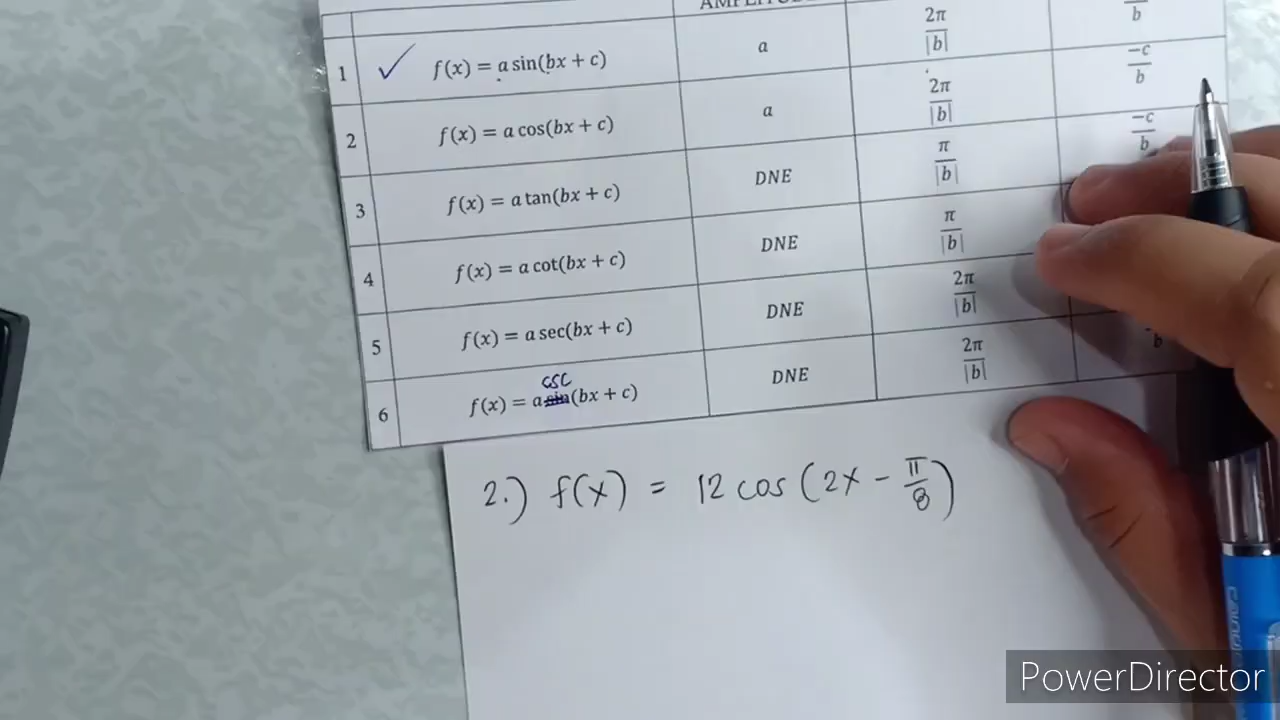 AMPLITUDE
1 ✓ f(x) = a sin(bx + c) a 2π/|b| b
2 f(x) = a cos(bx + c) a 2π/|b| -c/b
3 f(x) = a tan(bx + c) DNE π/|b| -c/b
4 f(x) = a cot(bx + c) DNE π/|b|
5 f(x) = a sec(bx + c) DNE 2π/|b|
csc
6 f(x) = a sin(bx + c) DNE 2π/|b| b
2.) f(x) = 12 cos (2x - π/8)
PowerDirector